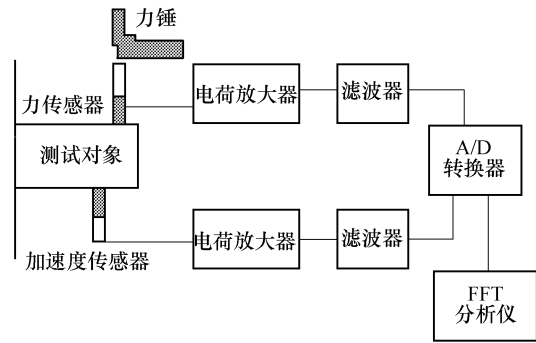 力锤
力传感器
电荷放大器
滤波器
测试对象
A/D
转换器
加速度传感器
电荷放大器
滤波器
FFT
分析仪